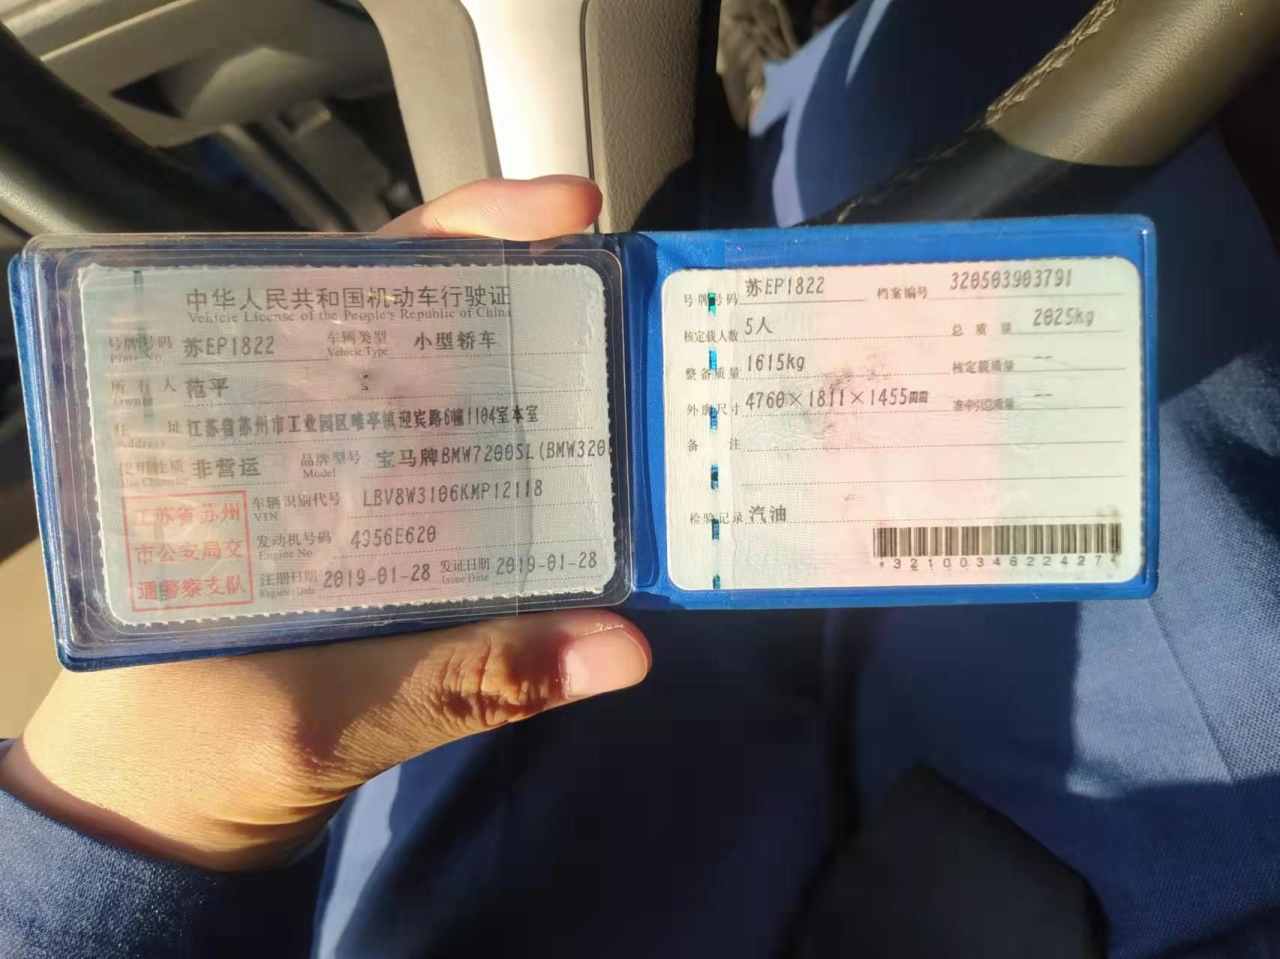 中华人民共和国机动车行驶证
Vehicle License of the People's Republic of China
号牌号码 苏EP1822 车辆类型 小型轿车
Plate No. Vehicle Type
所有人 范平
Owner
住址 江苏省苏州市工业园区唯亭镇迎宾路6幢1104室本室
Address
使用性质 非营运 品牌型号 宝马牌BMW7200SL(BMW320
Use Character Model
江苏省苏州
市公安局交
通警察支队
车辆识别代号 LBV8W3106KMP12118
VIN
发动机号码 4356E620
Engine No.
注册日期 2019-01-28 发证日期 2019-01-28
Register Date Issue Date
号牌号码 苏EP1822 档案编号 320503903791
核定载人数 5人 总质量 2025kg
整备质量 1615kg 核定载质量 --
外廓尺寸 4760×1811×1455mm 准牵引总质量 --
备注
检验记录 汽油
*3210034622427*